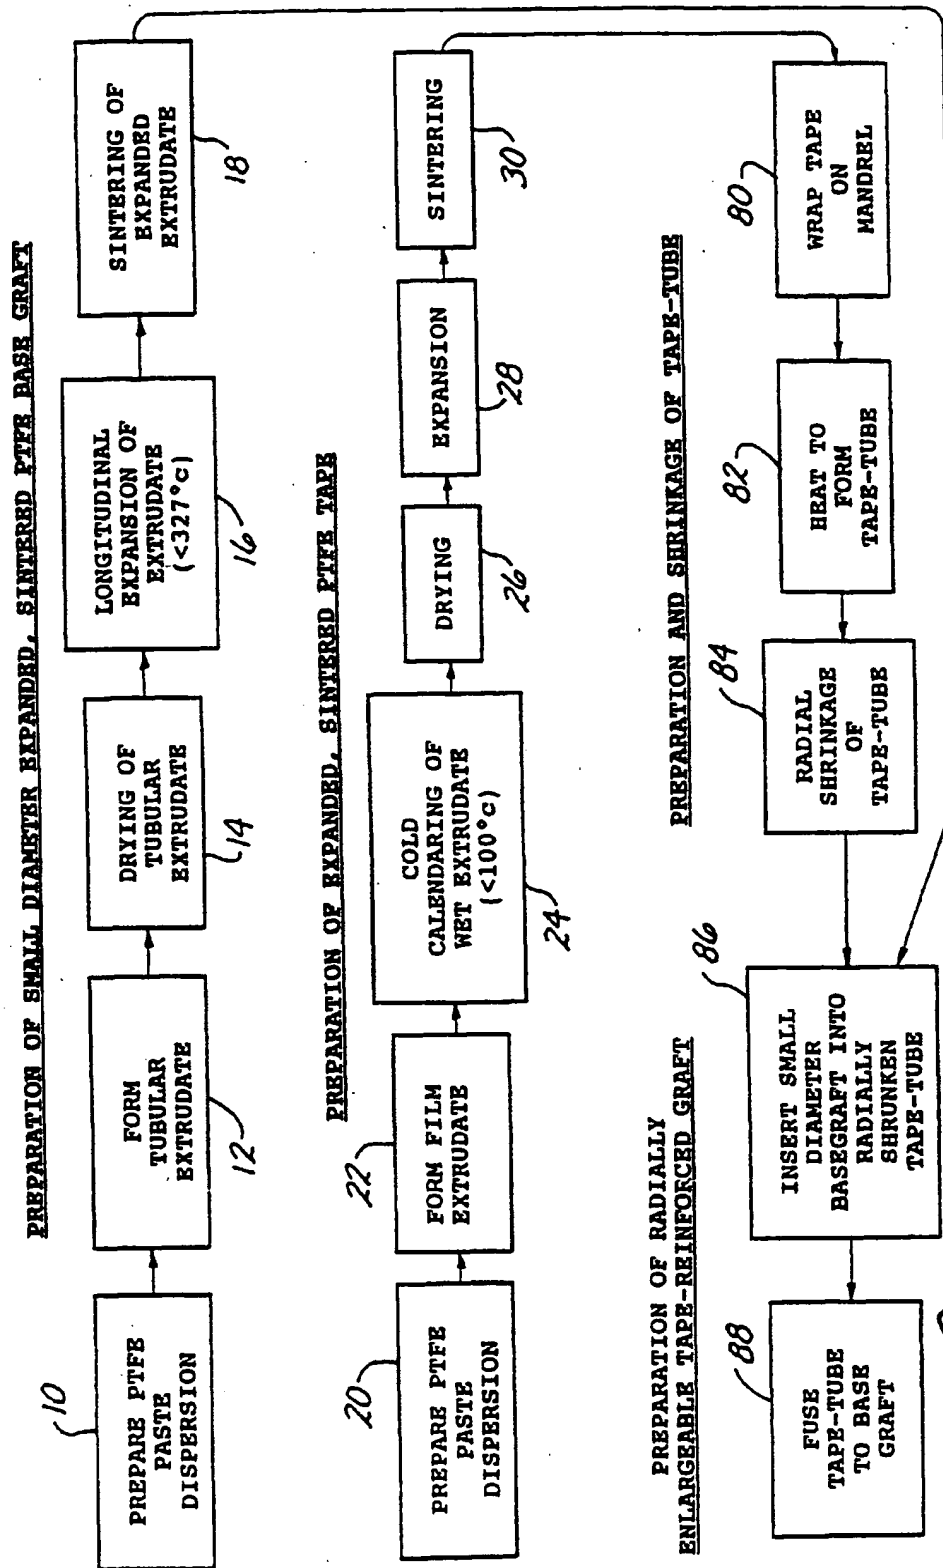 PREPARATION OF SMALL DIAMETER EXPANDED, SINTERED PTFE BASE GRAFT
10
PREPARE PTFE
PASTE
DISPERSION
FORM
TUBULAR
EXTRUDATE
12
DRYING OF
TUBULAR
EXTRUDATE
14
LONGITUDINAL
EXPANSION OF
EXTRUDATE
(<327°c)
16
SINTERING OF
EXPANDED
EXTRUDATE
18
PREPARATION OF EXPANDED, SINTERED PTFE TAPE
20
PREPARE PTFE
PASTE
DISPERSION
22
FORM FILM
EXTRUDATE
COLD
CALENDARING OF
WET EXTRUDATE
(<100°c)
24
DRYING
26
EXPANSION
28
SINTERING
30
PREPARATION AND SHRINKAGE OF TAPE-TUBE
80
WRAP TAPE
ON
MANDREL
82
HEAT TO
FORM
TAPE-TUBE
84
RADIAL
SHRINKAGE
OF
TAPE-TUBE
PREPARATION OF RADIALLY
ENLARGEABLE TAPE-REINFORCED GRAFT
86
INSERT SMALL
DIAMETER
BASEGRAFT INTO
RADIALLY
SHRUNKEN
TAPE-TUBE
88
FUSE
TAPE-TUBE
TO BASE
GRAFT